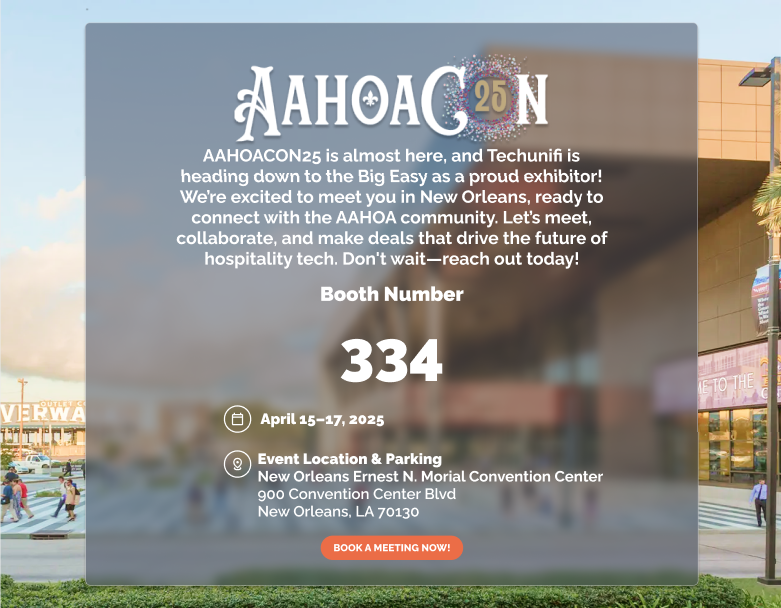 AAHOACON
25
AAHOACON25 is almost here, and Techunifi is
heading down to the Big Easy as a proud exhibitor!
We're excited to meet you in New Orleans, ready to
connect with the AAHOA community. Let's meet,
collaborate, and make deals that drive the future of
hospitality tech. Don't wait—reach out today!
Booth Number
334
April 15–17, 2025
Event Location & Parking
New Orleans Ernest N. Morial Convention Center
900 Convention Center Blvd
New Orleans, LA 70130
BOOK A MEETING NOW!
OUTLET C
VERWA
ME TO THE